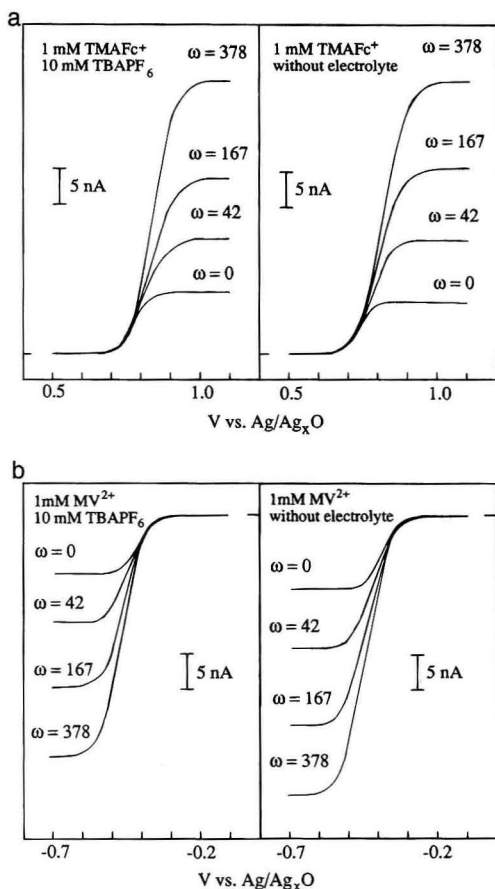 a
1 mM TMAFc+
10 mM TBAPF6
ω = 378
ω = 167
ω = 42
ω = 0
5 nA
1 mM TMAFc+
without electrolyte
ω = 378
ω = 167
ω = 42
ω = 0
5 nA
0.5
1.0
0.5
1.0
V vs. Ag/AgxO
b
1mM MV2+
10 mM TBAPF6
ω = 0
ω = 42
ω = 167
ω = 378
5 nA
1mM MV2+
without electrolyte
ω = 0
ω = 42
ω = 167
ω = 378
5 nA
-0.7
-0.2
-0.7
-0.2
V vs. Ag/AgxO